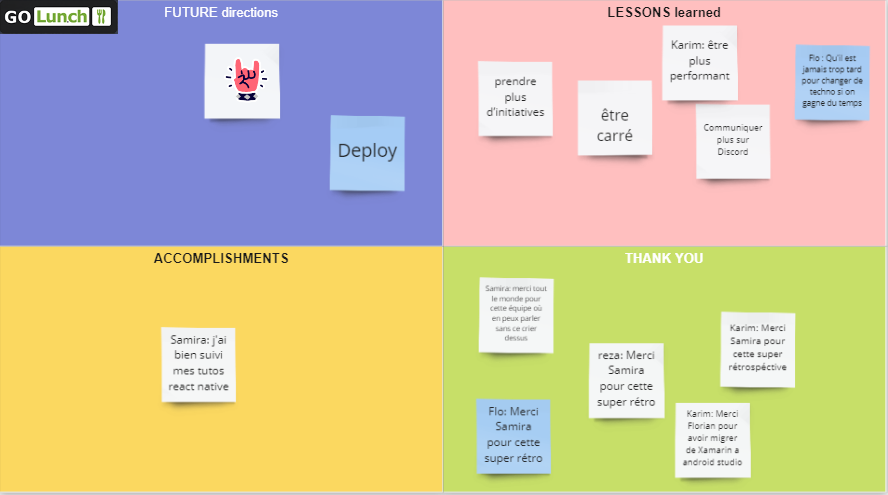 GO Lunch
FUTURE directions
Deploy
LESSONS learned
prendre
plus
d'initiatives
être
carré
Karim: être
plus
performant
Communiquer
plus sur
Discord
Flo : Qu'il est
jamais trop tard
pour changer de
techno si on
gagne du temps
ACCOMPLISHMENTS
Samira: j'ai
bien suivi
mes tutos
react native
THANK YOU
Samira: merci tout
le monde pour
cette équipe où
en peux parler
sans ce crier
dessus
Flo: Merci
Samira
pour cette
super rétro
reza: Merci
Samira
pour cette
super rétro
Karim: Merci
Samira pour
cette super
rétrospéctive
Karim: Merci
Florian pour
avoir migrer
de Xamarin a
android studio